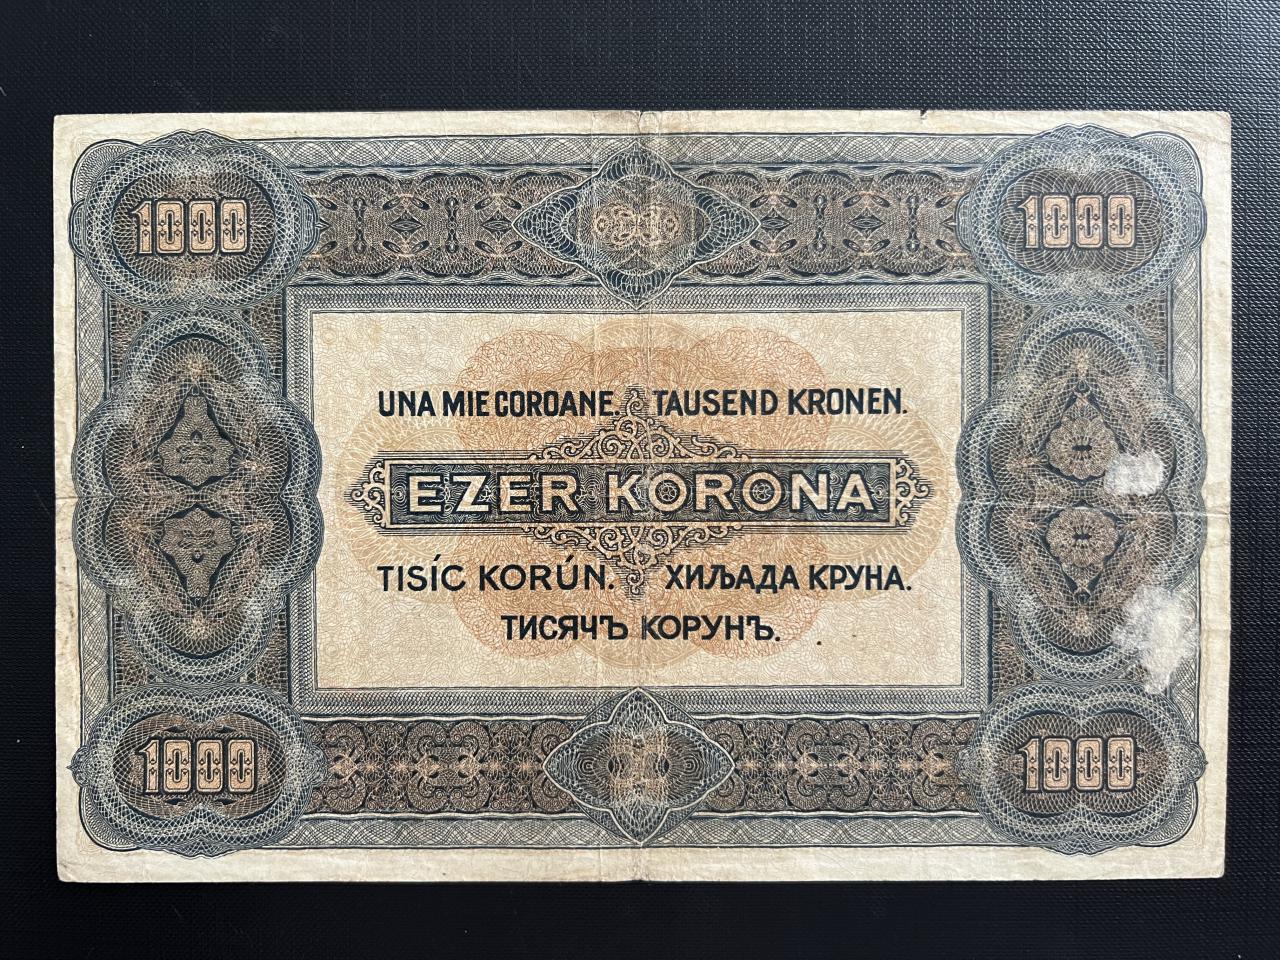 1000 1000
UNA MIE COROANE. TAUSEND KRONEN.
EZER KORONA
TISÍC KORÚN. ХИЉАДА КРУНА.
ТИСЯЧЪ КОРУНЪ.
1000 1000